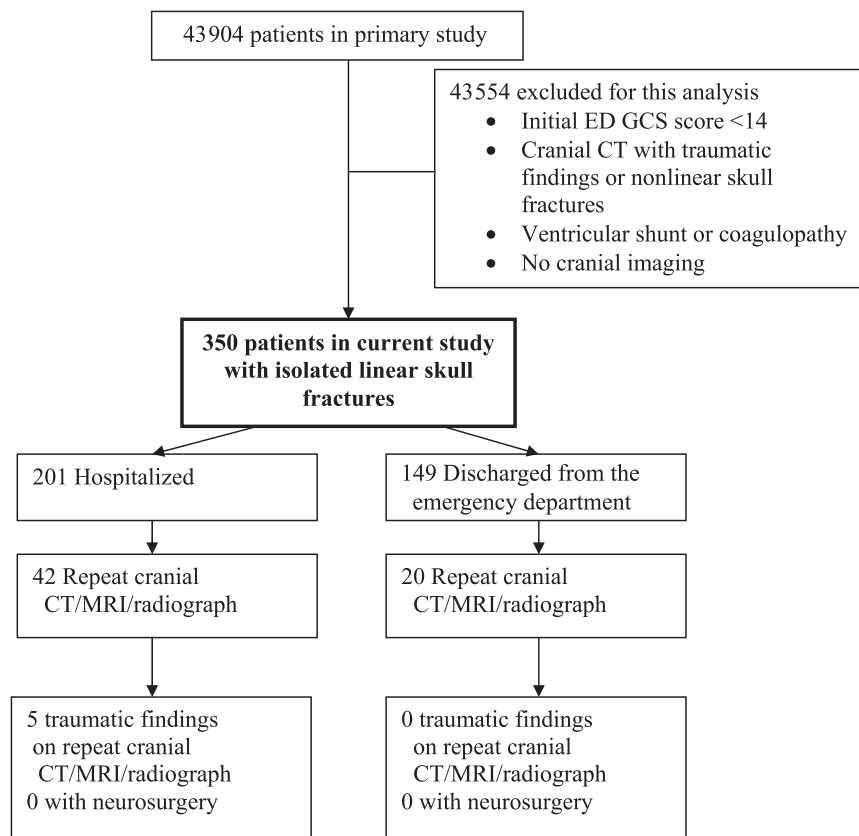 43904 patients in primary study
43554 excluded for this analysis
• Initial ED GCS score <14
• Cranial CT with traumatic
findings or nonlinear skull
fractures
• Ventricular shunt or coagulopathy
• No cranial imaging
350 patients in current study
with isolated linear skull
fractures
201 Hospitalized
149 Discharged from the
emergency department
42 Repeat cranial
CT/MRI/radiograph
20 Repeat cranial
CT/MRI/radiograph
5 traumatic findings
on repeat cranial
CT/MRI/radiograph
0 with neurosurgery
0 traumatic findings
on repeat cranial
CT/MRI/radiograph
0 with neurosurgery